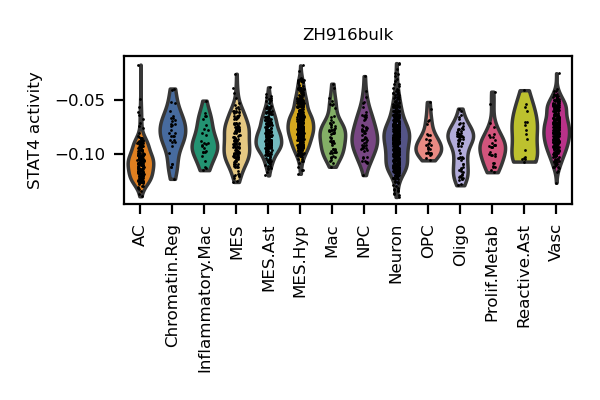 ZH916bulk
STAT4 activity
−0.05
−0.10
AC
Chromatin.Reg
Inflammatory.Mac
MES
MES.Ast
MES.Hyp
Mac
NPC
Neuron
OPC
Oligo
Prolif.Metab
Reactive.Ast
Vasc